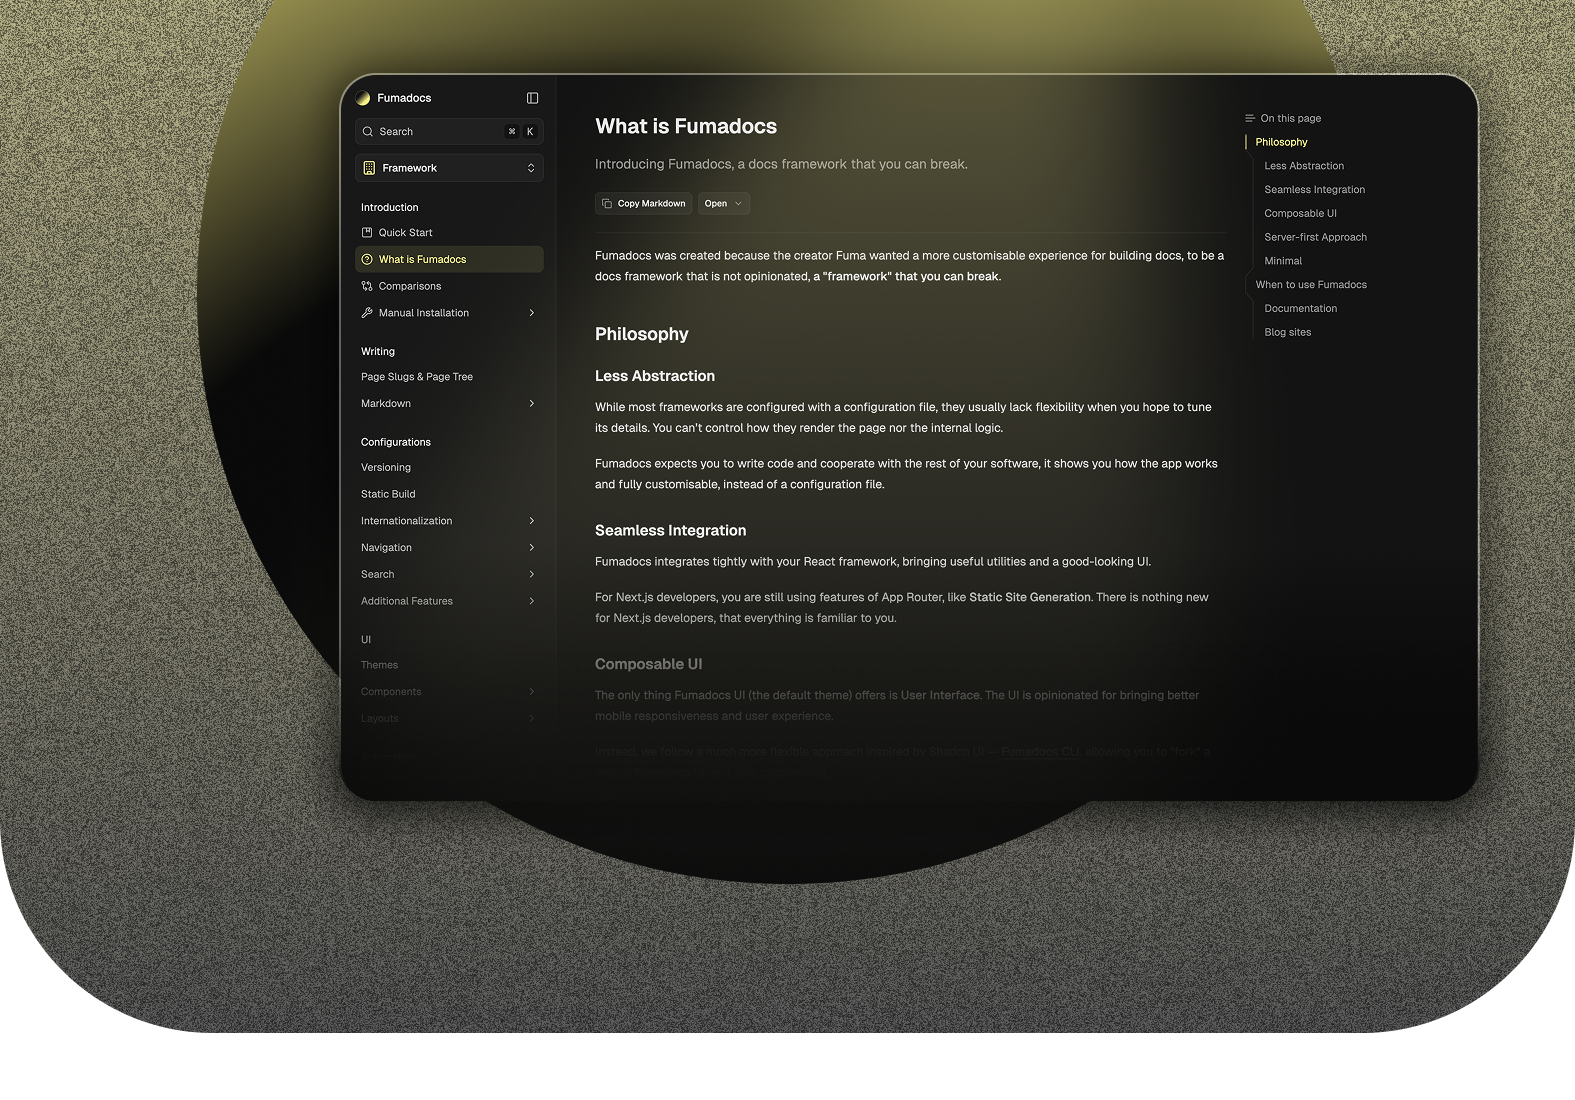 Fumadocs
Search ⌘ K
Framework
Introduction
Quick Start
What is Fumadocs
Comparisons
Manual Installation
Writing
Page Slugs & Page Tree
Markdown
Configurations
Versioning
Static Build
Internationalization
Navigation
Search
Additional Features
UI
Themes
Components
Layouts
What is Fumadocs
Introducing Fumadocs, a docs framework that you can break.
Copy Markdown
Open
Fumadocs was created because the creator Fuma wanted a more customisable experience for building docs, to be a
docs framework that is not opinionated, a "framework" that you can break.
Philosophy
Less Abstraction
While most frameworks are configured with a configuration file, they usually lack flexibility when you hope to tune
its details. You can't control how they render the page nor the internal logic.
Fumadocs expects you to write code and cooperate with the rest of your software, it shows you how the app works
and fully customisable, instead of a configuration file.
Seamless Integration
Fumadocs integrates tightly with your React framework, bringing useful utilities and a good-looking UI.
For Next.js developers, you are still using features of App Router, like Static Site Generation. There is nothing new
for Next.js developers, that everything is familiar to you.
Composable UI
The only thing Fumadocs UI (the default theme) offers is User Interface. The UI is opinionated for bringing better
mobile responsiveness and user experience.
Instead, we follow a much more flexible approach inspired by Shadcn UI — Fumadocs CLI, allowing you to "fork" a
On this page
Philosophy
Less Abstraction
Seamless Integration
Composable UI
Server-first Approach
Minimal
When to use Fumadocs
Documentation
Blog sites